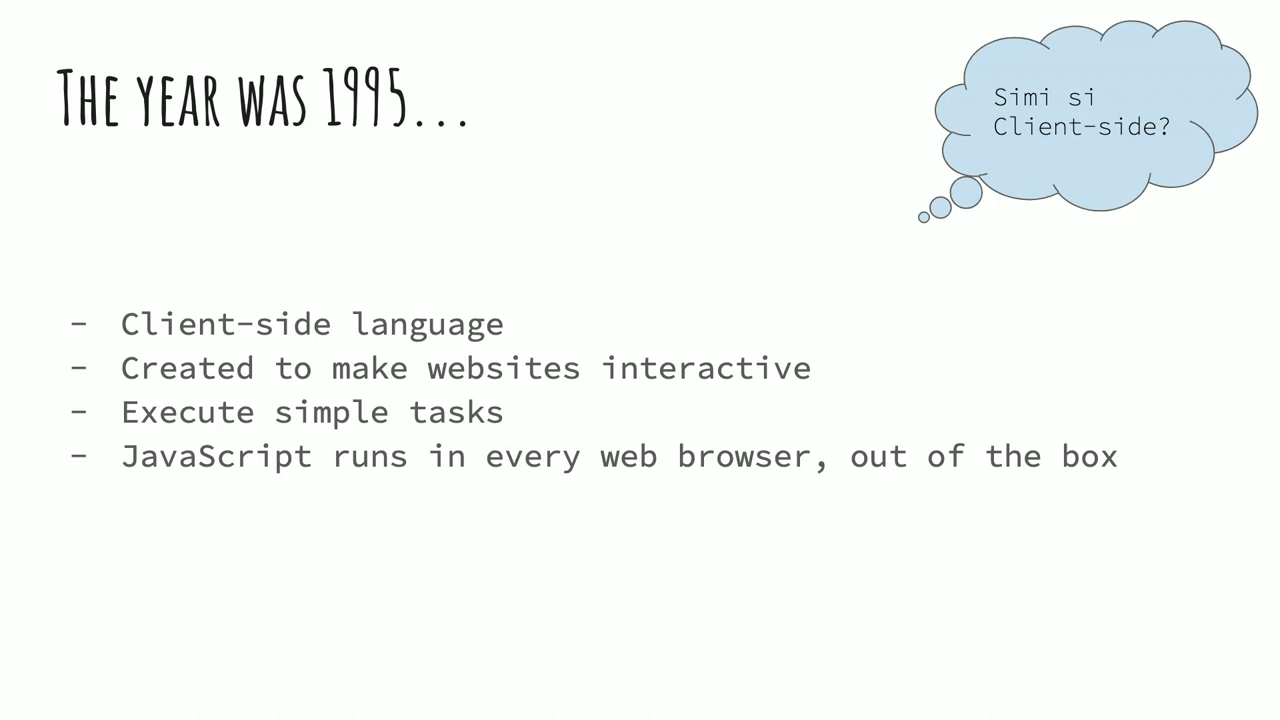 The year was 1995...
Simi si
Client-side?
- Client-side language
- Created to make websites interactive
- Execute simple tasks
- JavaScript runs in every web browser, out of the box